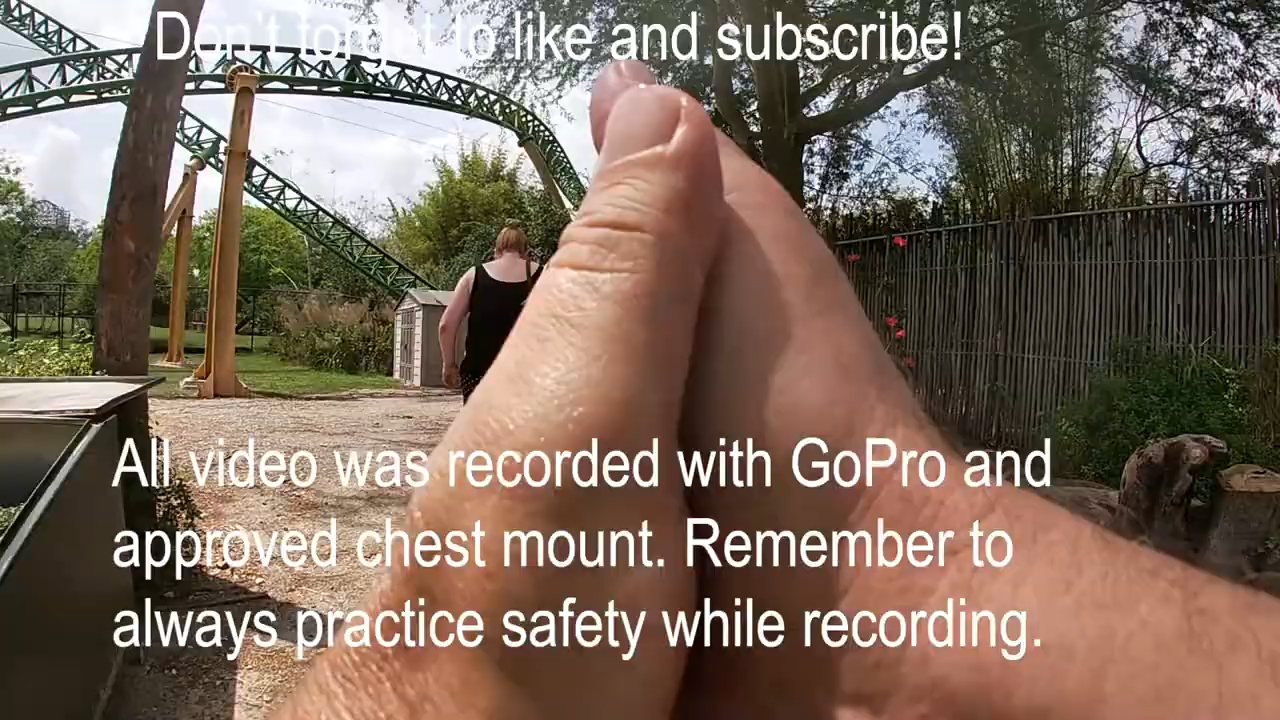 Don't forget to like and subscribe!
All video was recorded with GoPro and
approved chest mount. Remember to
always practice safety while recording.